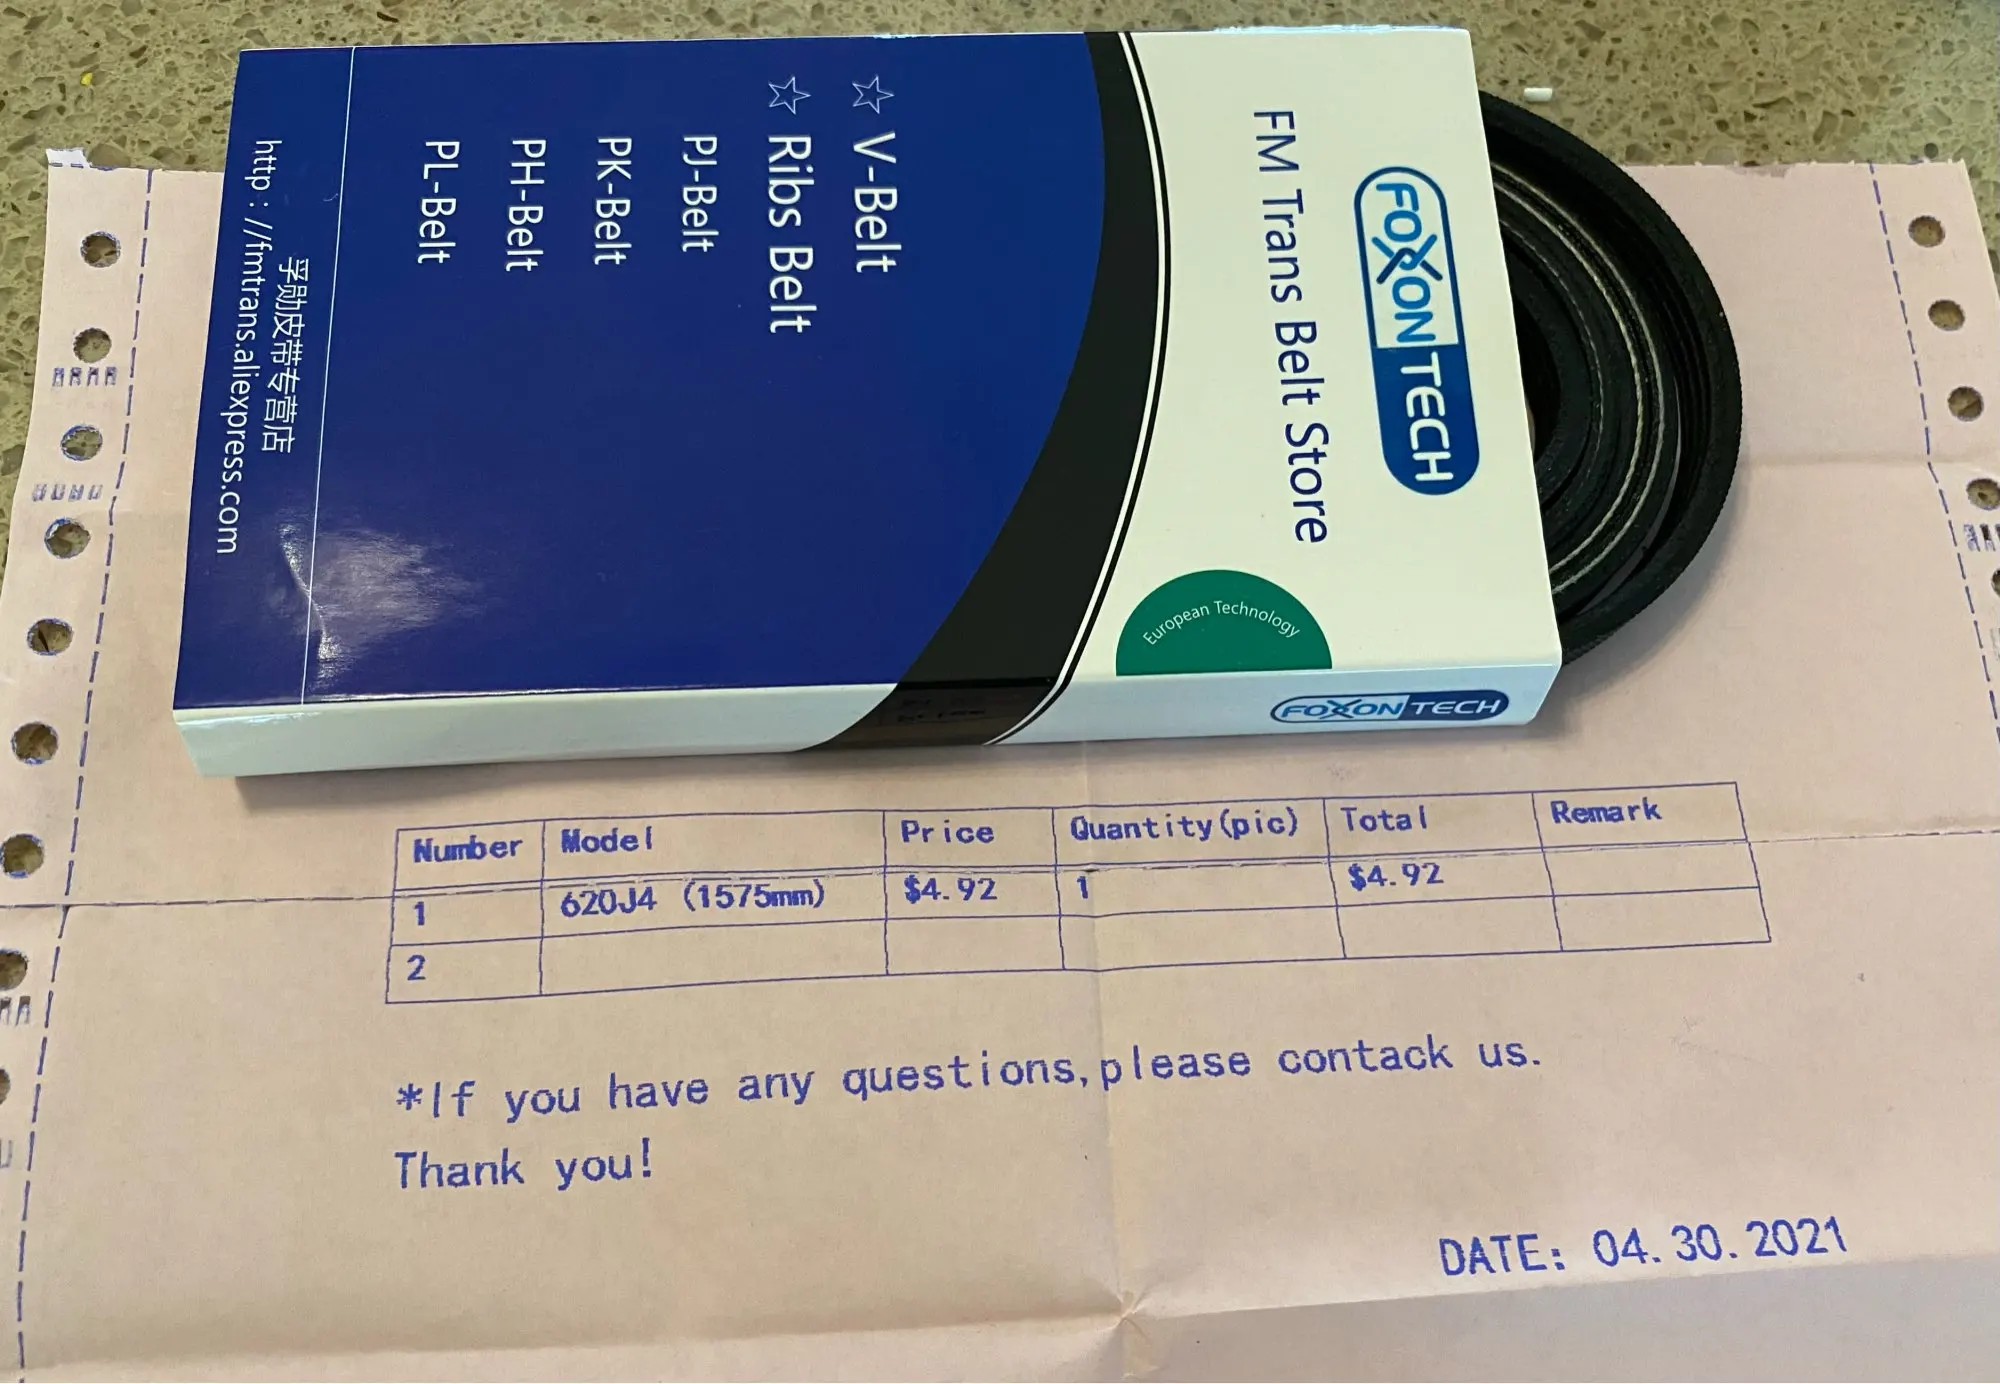 FOXONTECH
FM Trans Belt Store
European Technology
☆ V-Belt
☆ Ribs Belt
PJ-Belt
PK-Belt
PH-Belt
PL-Belt
孚勋皮带专营店
http://fmtrans.aliexpress.com
FOXONTECH
Number Model Price Quantity(pic) Total Remark
1 620J4 (1575mm) $4.92 1 $4.92
2
*If you have any questions,please contack us.
Thank you!
DATE: 04.30.2021